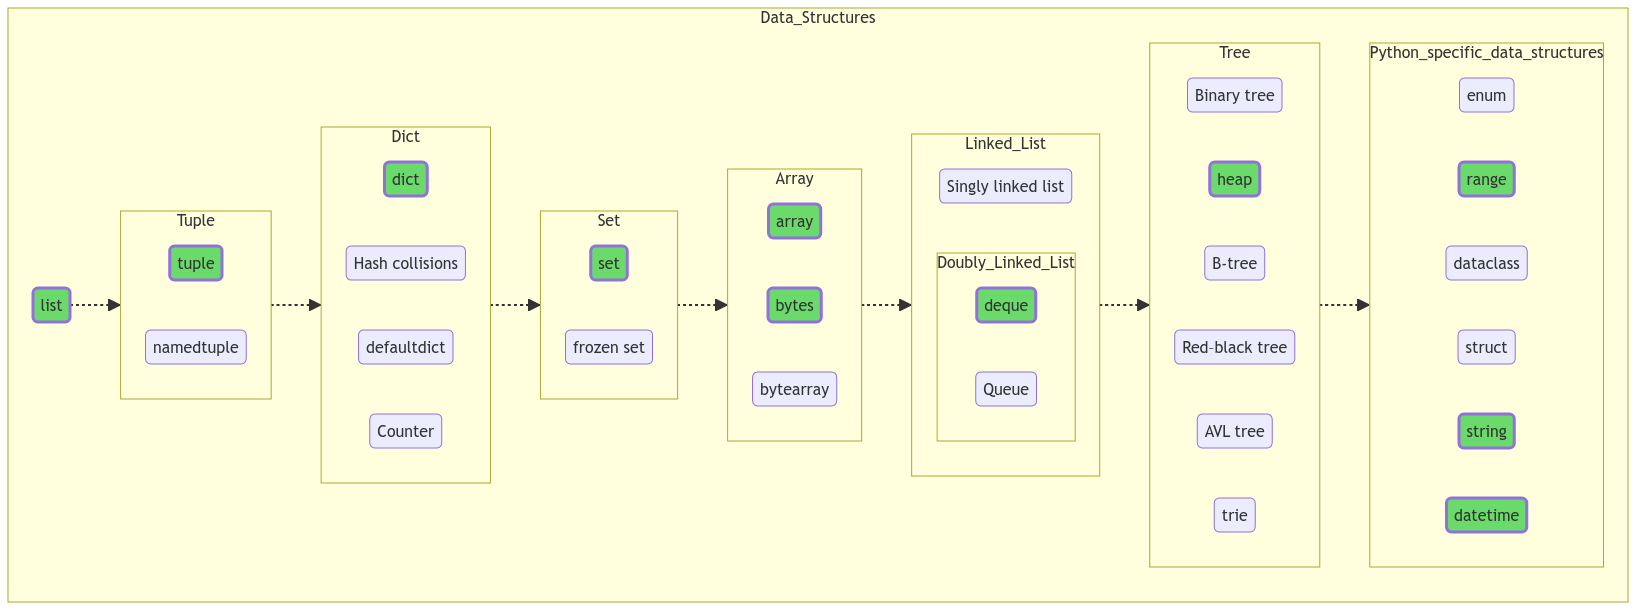 Data_Structures
list
Tuple
tuple
namedtuple
Dict
dict
Hash collisions
defaultdict
Counter
Set
set
frozen set
Array
array
bytes
bytearray
Linked_List
Singly linked list
Doubly_Linked_List
deque
Queue
Tree
Binary tree
heap
B-tree
Red-black tree
AVL tree
trie
Python_specific_data_structures
enum
range
dataclass
struct
string
datetime